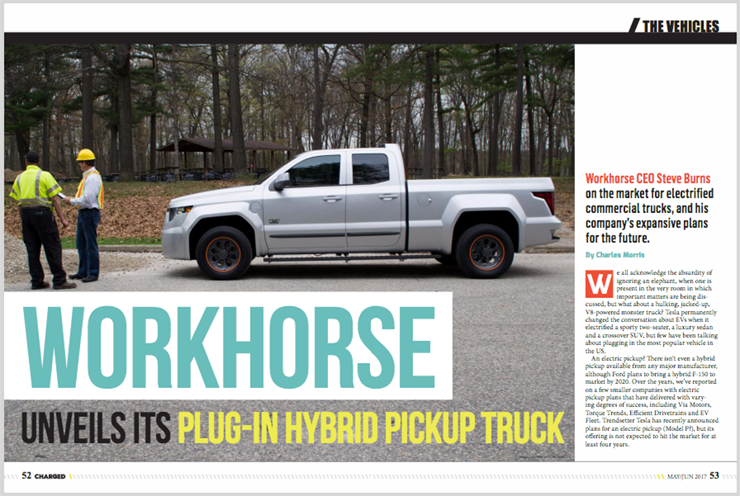 THE VEHICLES
WORKHORSE
UNVEILS ITS PLUG-IN HYBRID PICKUP TRUCK
Workhorse CEO Steve Burns
on the market for electrified
commercial trucks, and his
company's expansive plans
for the future.
By Charles Morris
We all acknowledge the absurdity of
ignoring an elephant, when one is
present in the very room in which
important matters are being dis-
cussed, but what about a hulking, jacked-up,
V8-powered monster truck? Tesla permanently
changed the conversation about EVs when it
electrified a sporty two-seater, a luxury sedan
and a crossover SUV, but few have been talking
about plugging in the most popular vehicle in
the US.
An electric pickup? There isn't even a hybrid
pickup available from any major manufacturer,
although Ford plans to bring a hybrid F-150 to
market by 2020. Over the years, we've reported
on a few smaller companies with electric
pickup plans that have delivered with vary-
ing degrees of success, including Via Motors,
Torque Trends, Efficient Drivetrains and EV
Fleet. Trendsetter Tesla has recently announced
plans for an electric pickup (Model P?), but its
offering is not expected to hit the market for at
least four years.
52 CHARGED
MAY/JUN 2017 53